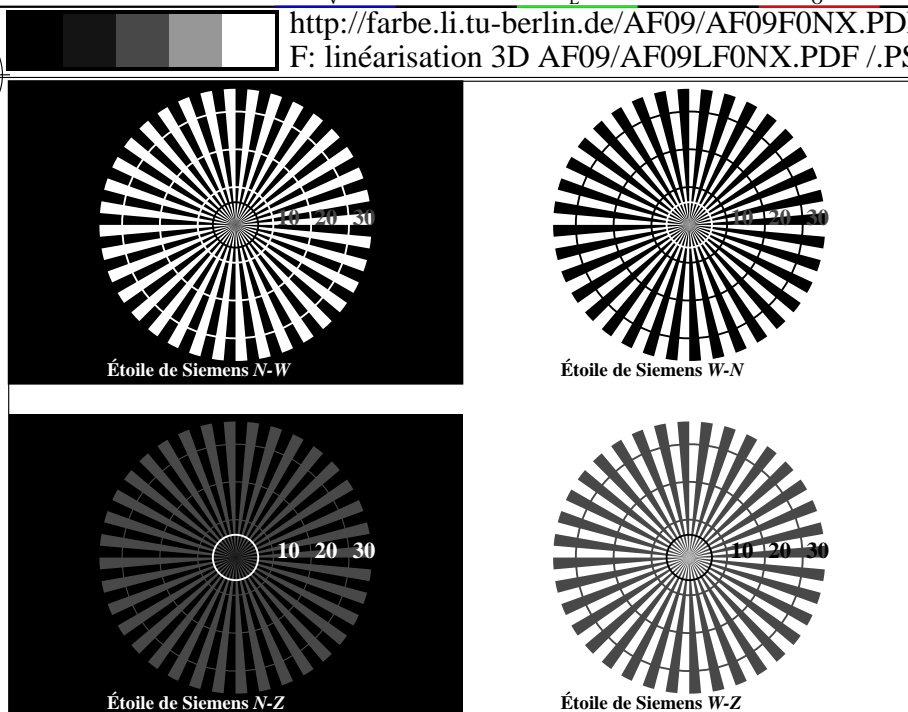 http://farbe.li.tu-berlin.de/AF09/AF09F0NX.PD
F: linéarisation 3D AF09/AF09LF0NX.PDF /.PS
10 20 30
10 20 30
Étoile de Siemens N-W
Étoile de Siemens W-N
10 20 30
10 20 30
Étoile de Siemens N-Z
Étoile de Siemens W-Z